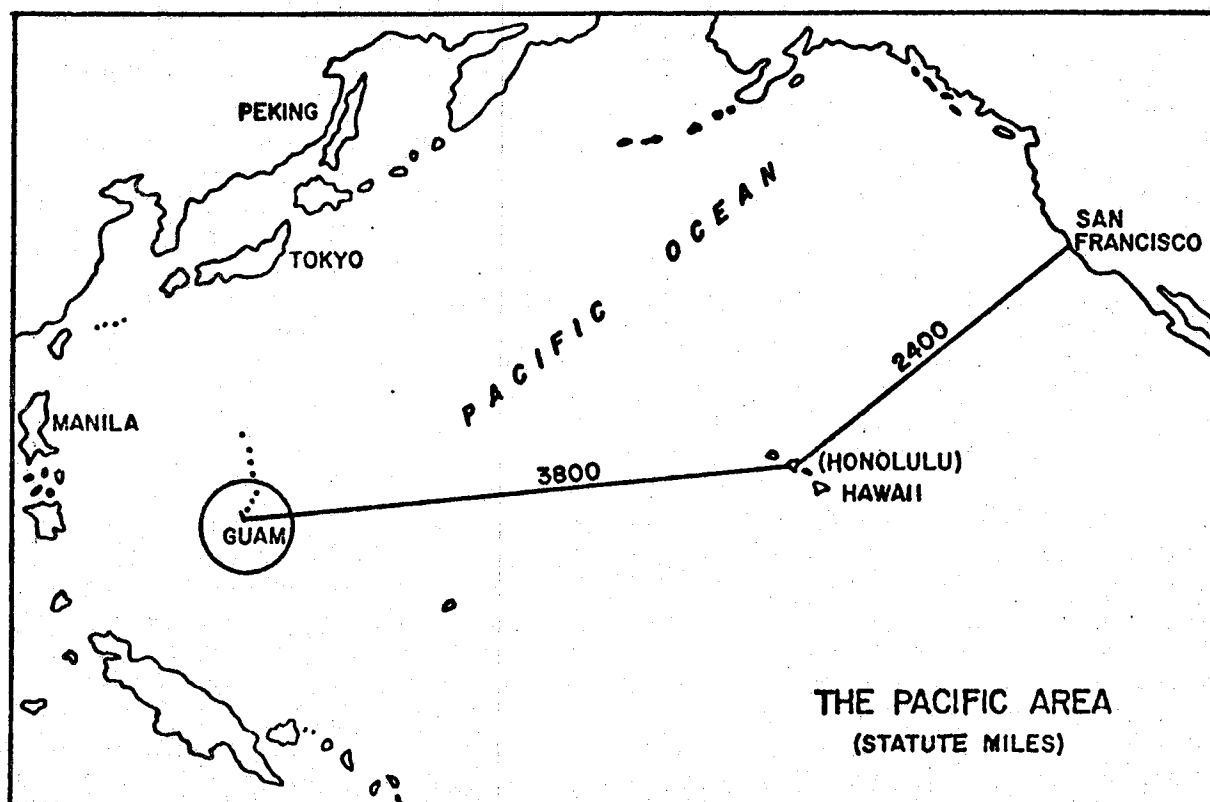 PEKING
TOKYO
PACIFIC OCEAN
SAN
FRANCISCO
2400
MANILA
3800
(HONOLULU)
HAWAII
GUAM
THE PACIFIC AREA
(STATUTE MILES)